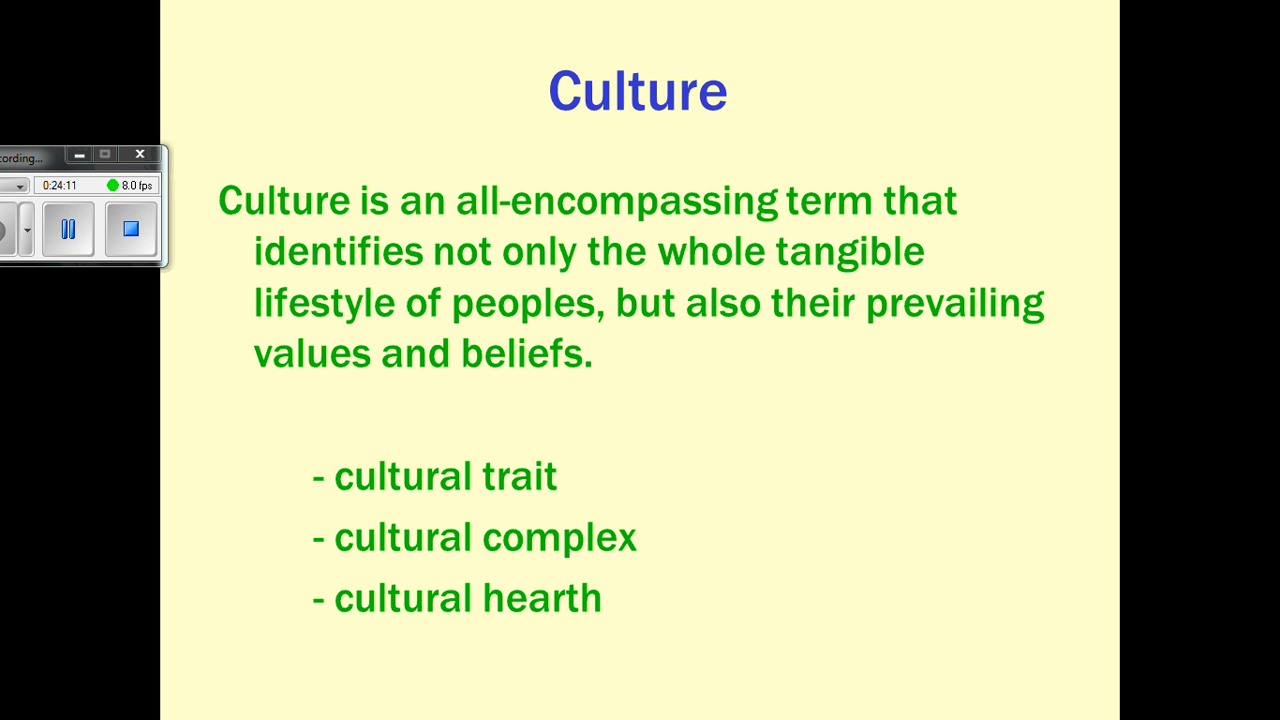 Culture
cording...
0:24:11 8.0 fps
Culture is an all-encompassing term that
identifies not only the whole tangible
lifestyle of peoples, but also their prevailing
values and beliefs.
- cultural trait
- cultural complex
- cultural hearth